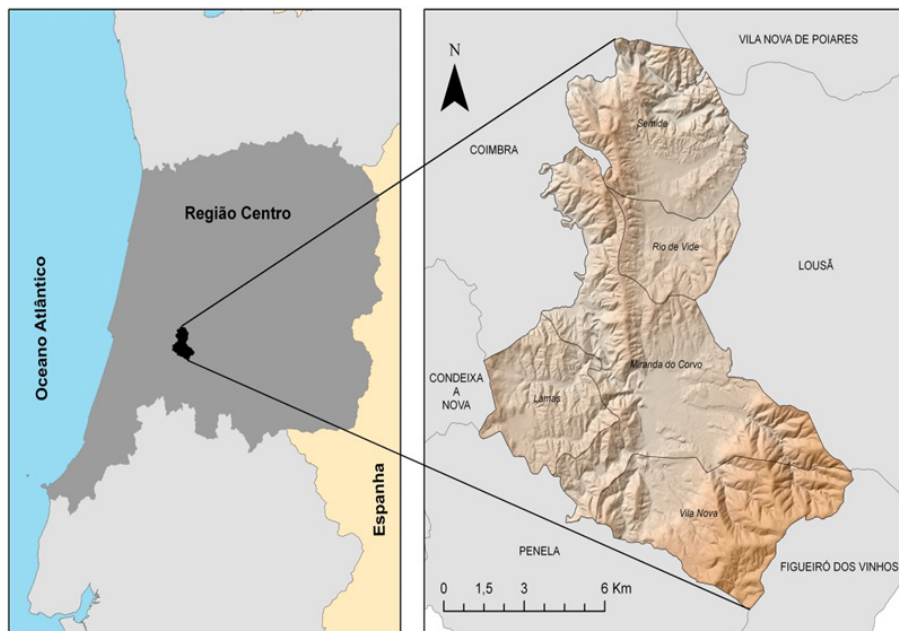 Oceano Atlântico
Região Centro
Espanha
N
VILA NOVA DE POIARES
COIMBRA
Semide
Rio de Vide
LOUSÃ
CONDEIXA
A
NOVA
Miranda do Corvo
Lamas
Vila Nova
PENELA
FIGUEIRÓ DOS VINHOS
0 1,5 3 6 Km